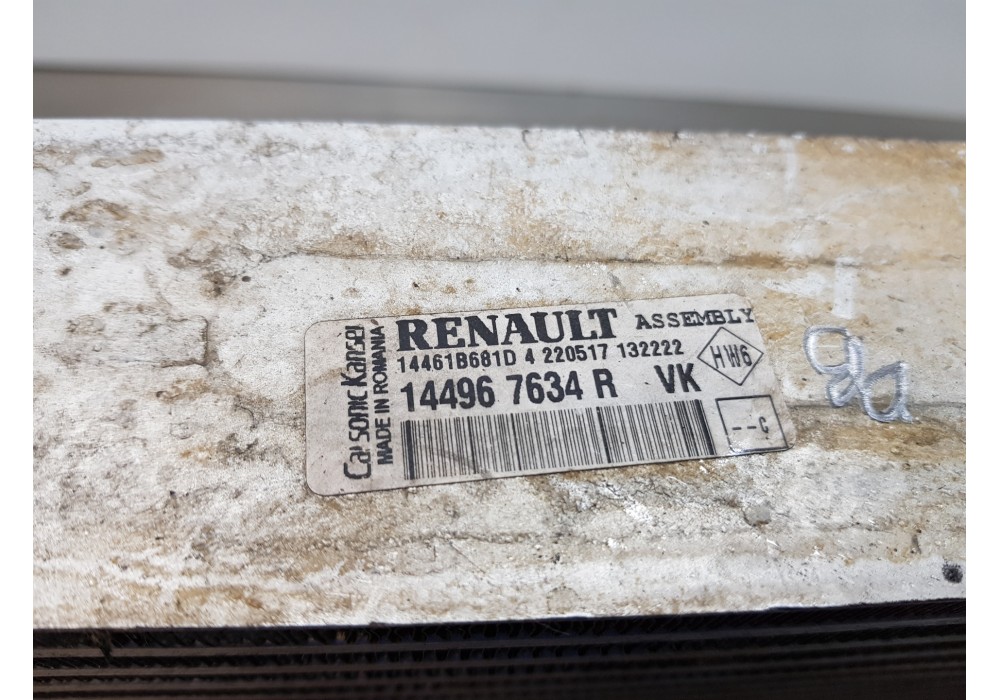 Calsonic Kansei
MADE IN ROMANIA
RENAULT ASSEMBLY
14461B681D 4 220517 132222
14496 7634 R VK
HW6
--C